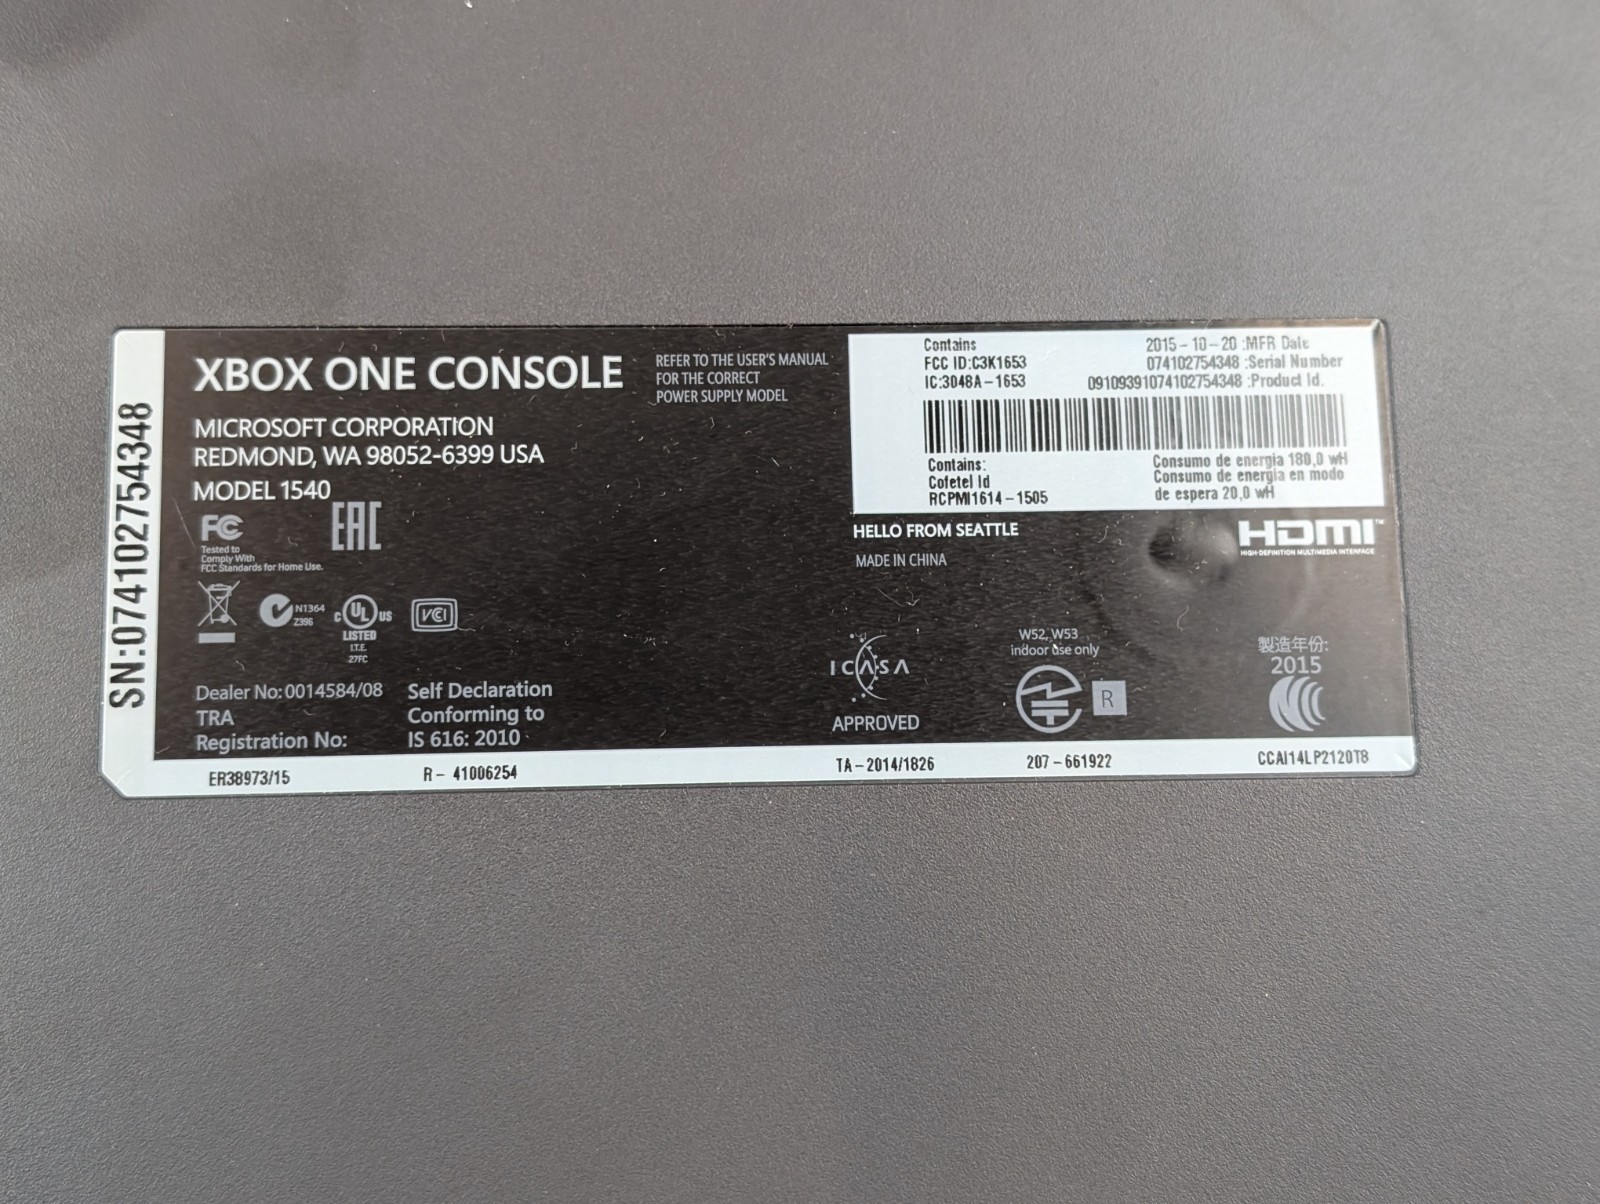 SN:074102754348
XBOX ONE CONSOLE
MICROSOFT CORPORATION
REDMOND, WA 98052-6399 USA
MODEL 1540
REFER TO THE USER'S MANUAL
FOR THE CORRECT
POWER SUPPLY MODEL
Contains
FCC ID:C3K1653
IC:3048A-1653
2015-10-20 :MFR Date
074102754348 :Serial Number
09109391074102754348 :Product Id.
Contains:
Cofetel Id
RCPMI1614-1505
Consumo de energia 180,0 wH
Consumo de energia en modo
de espera 20,0 wH
FC
Tested to
Comply With
FCC Standards for Home Use.
EAC
HELLO FROM SEATTLE
MADE IN CHINA
HDMI™
HIGH-DEFINITION MULTIMEDIA INTERFACE
N1364
Z396
C UL US
LISTED
I.T.E.
27FC
VCI
ICASA
APPROVED
W52, W53
indoor use only
R
製造年份:
2015
Dealer No: 0014584/08
TRA
Registration No:
Self Declaration
Conforming to
IS 616: 2010
ER38973/15
R- 41006254
TA-2014/1826
207-661922
CCAI14LP2120T8